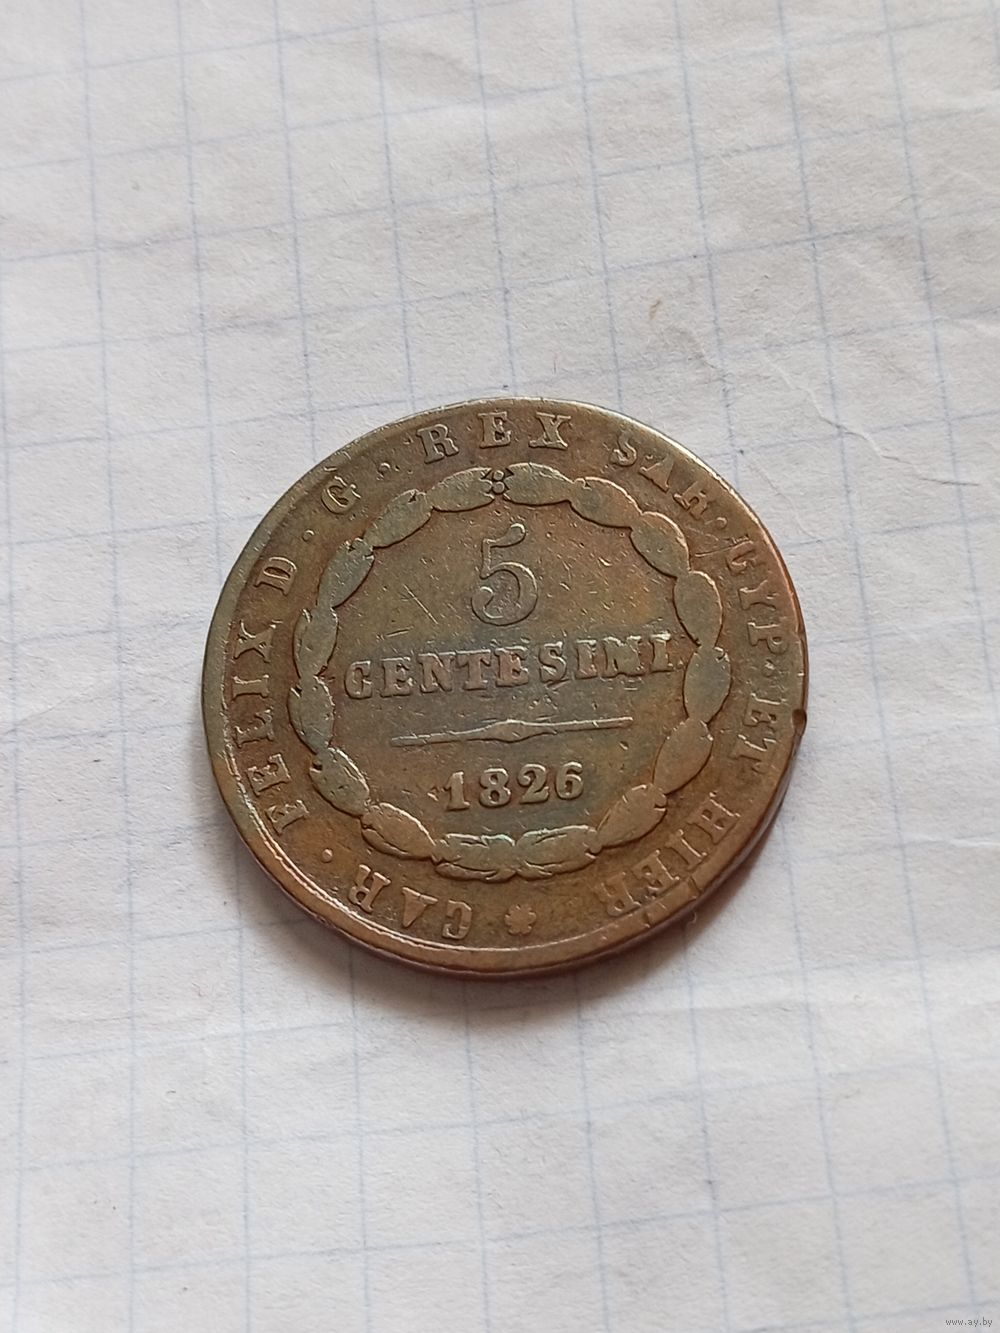 CAR · FELIX D · G · REX SAR · CYP · ET HIER
5
CENTESIMI
1826
www.ay.by